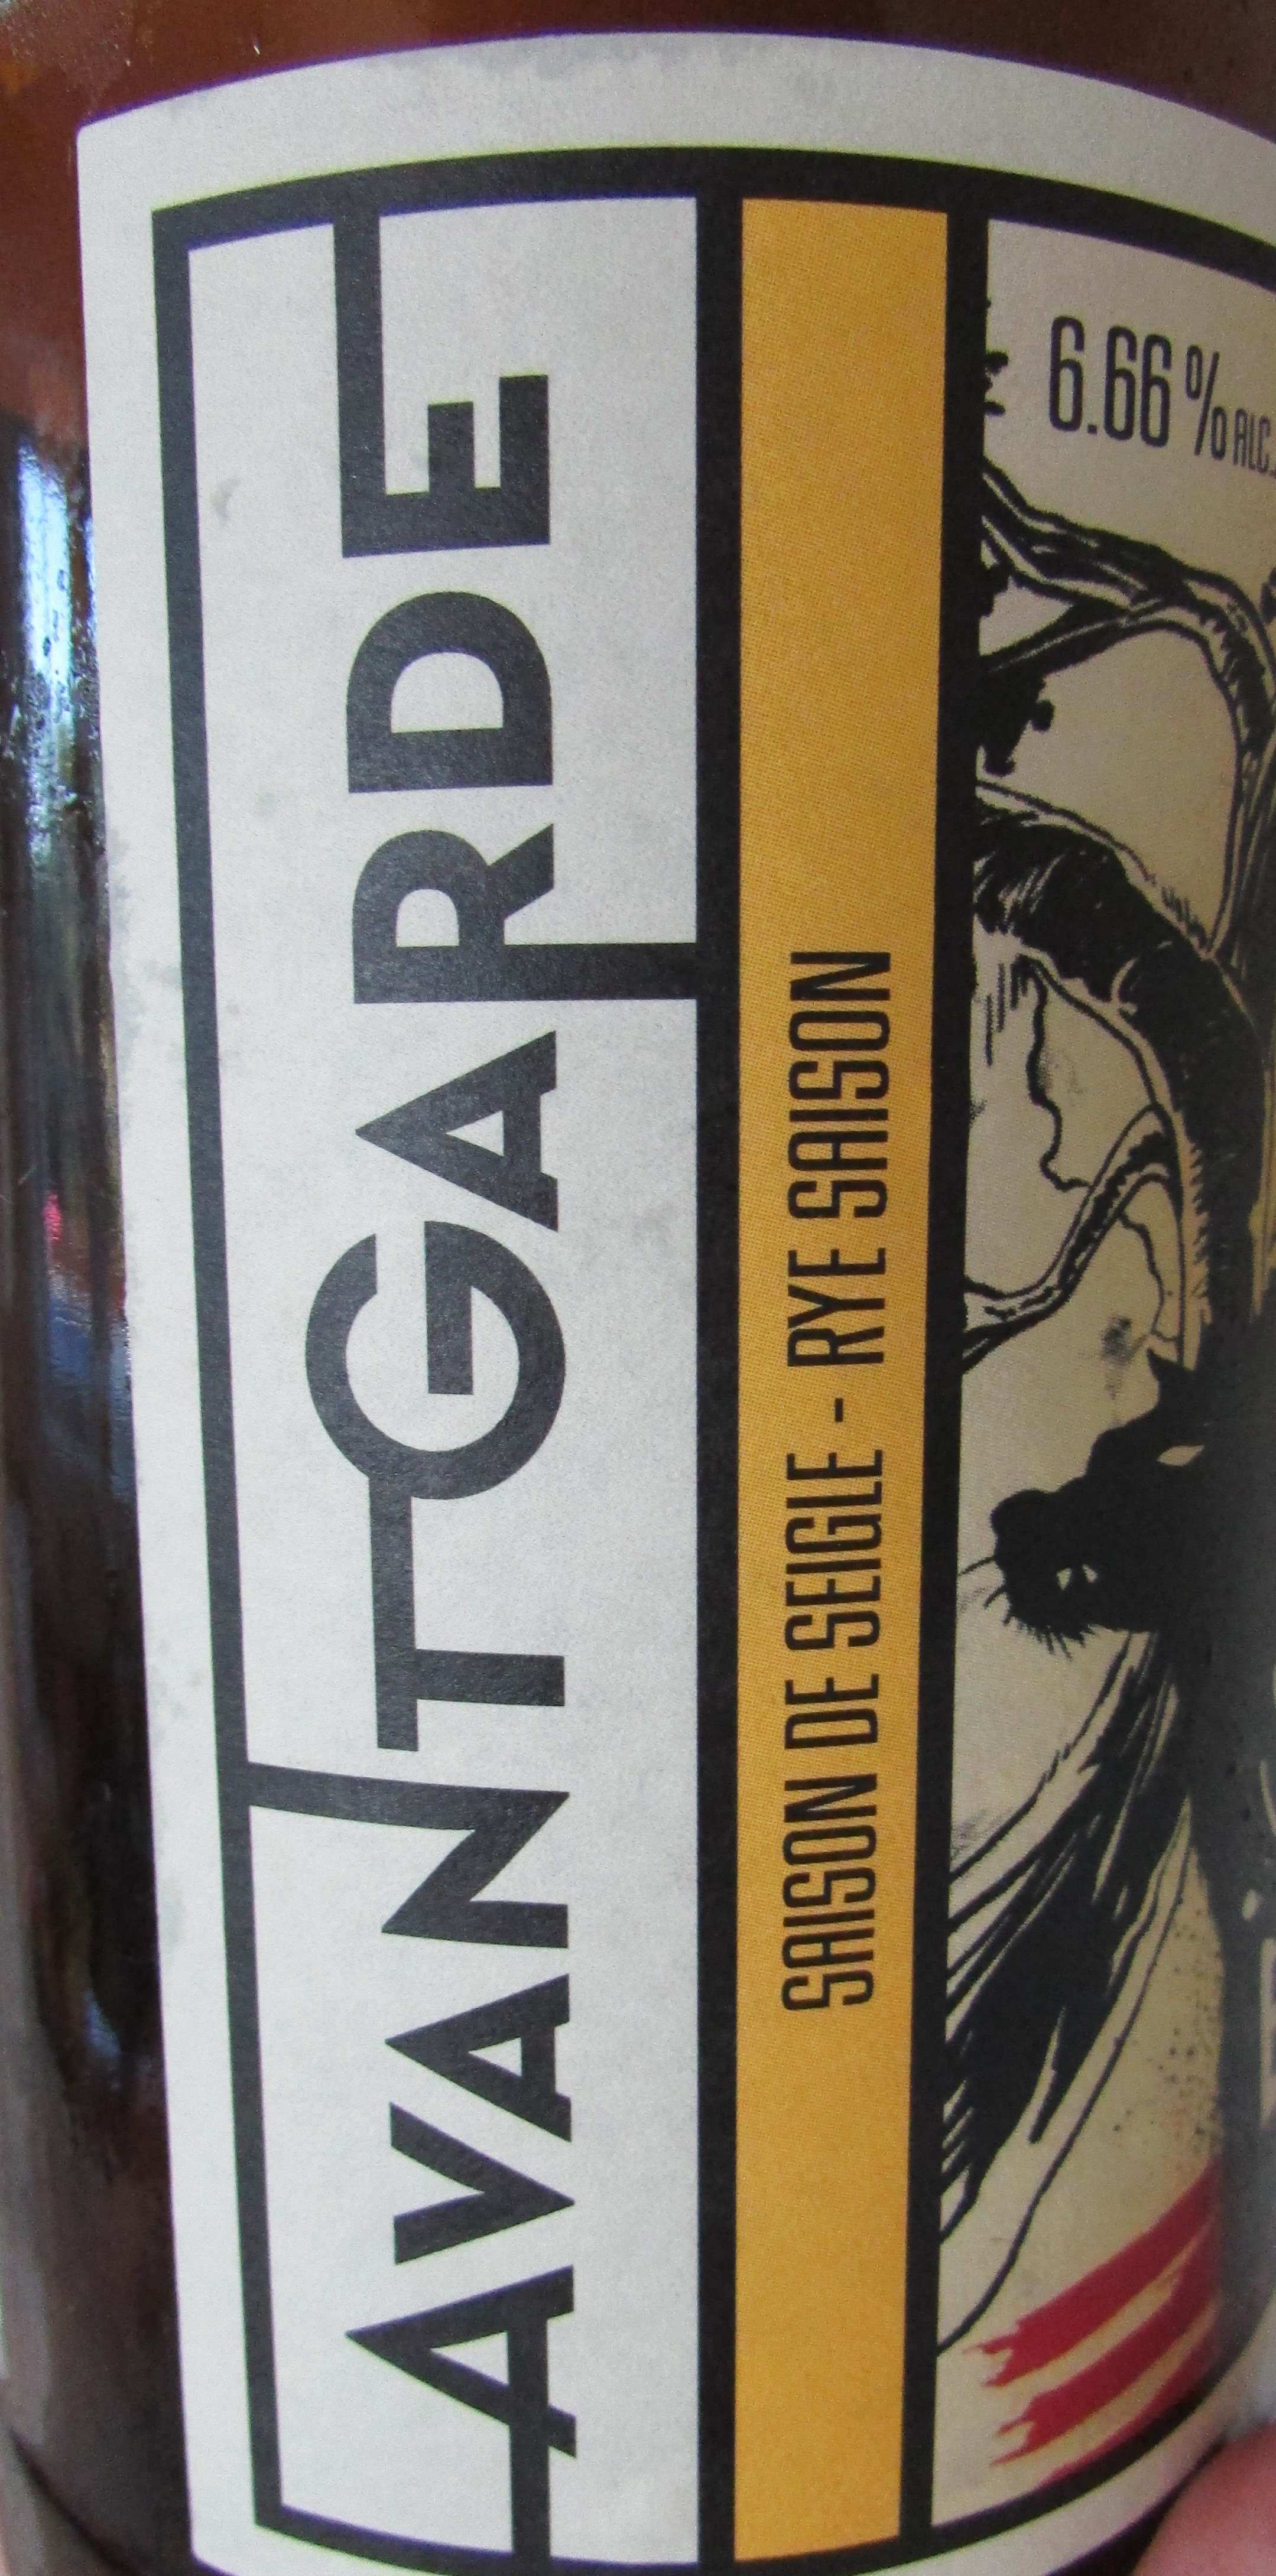 AVANTGARDE
SAISON DE SEIGLE - RYE SAISON
6.66 % ALC.